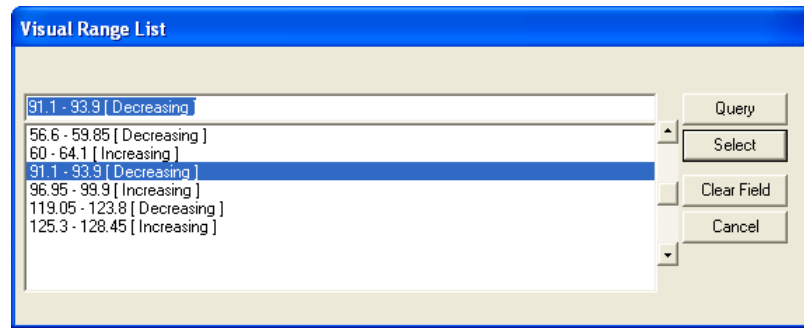 Visual Range List
91.1 - 93.9 [ Decreasing ]
Query
56.6 - 59.85 [ Decreasing ]
60 - 64.1 [ Increasing ]
91.1 - 93.9 [ Decreasing ]
96.95 - 99.9 [ Increasing ]
119.05 - 123.8 [ Decreasing ]
125.3 - 128.45 [ Increasing ]
Select
Clear Field
Cancel